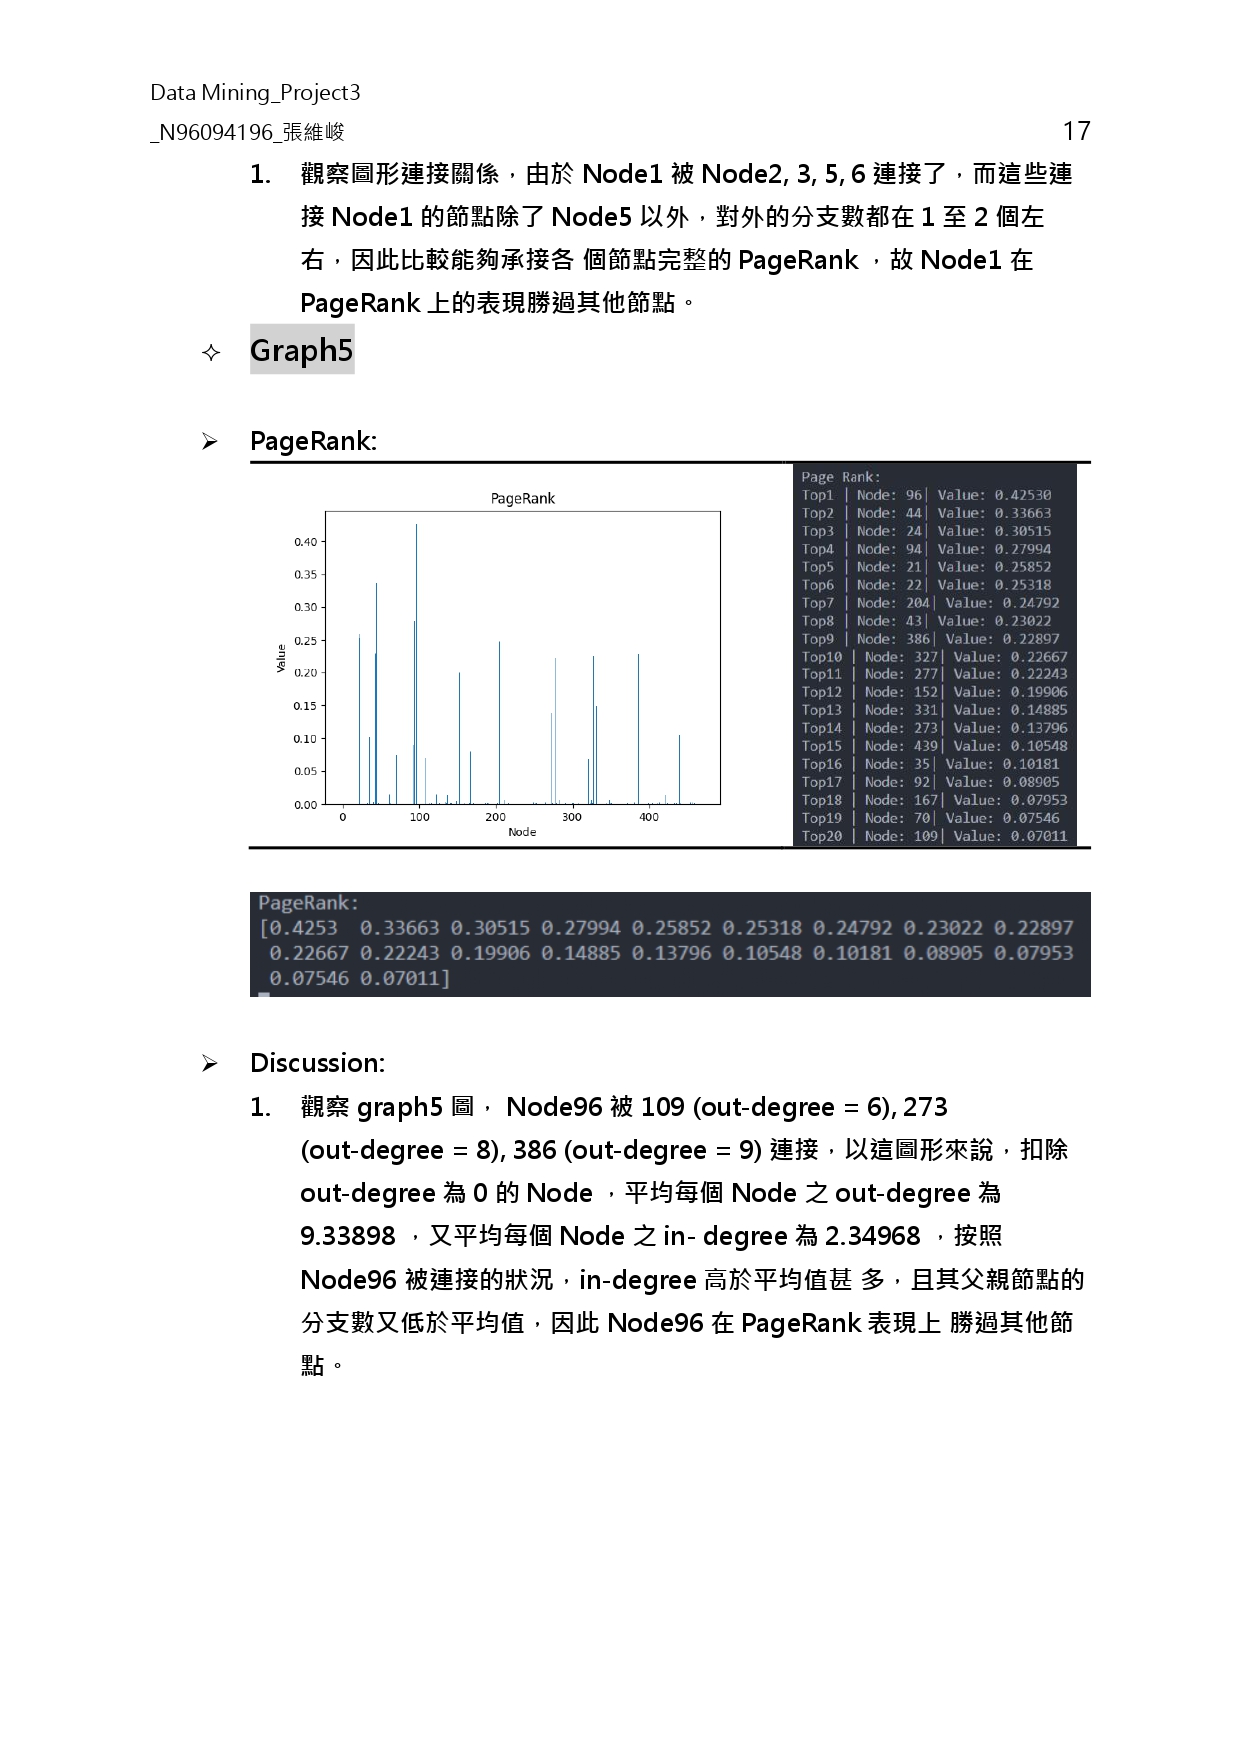 Data Mining_Project3
_N96094196_張維峻
17
1. 觀察圖形連接關係，由於 Node1 被 Node2, 3, 5, 6 連接了，而這些連
接 Node1 的節點除了 Node5 以外，對外的分支數都在 1 至 2 個左
右，因此比較能夠承接各 個節點完整的 PageRank ，故 Node1 在
PageRank 上的表現勝過其他節點。
✧ Graph5
➢ PageRank:
PageRank
0.40
0.35
0.30
0.25
0.20
0.15
0.10
0.05
0.00
Value
0 100 200 300 400
Node
Page Rank:
Top1 | Node: 96| Value: 0.42530
Top2 | Node: 44| Value: 0.33663
Top3 | Node: 24| Value: 0.30515
Top4 | Node: 94| Value: 0.27994
Top5 | Node: 21| Value: 0.25852
Top6 | Node: 22| Value: 0.25318
Top7 | Node: 204| Value: 0.24792
Top8 | Node: 43| Value: 0.23022
Top9 | Node: 386| Value: 0.22897
Top10 | Node: 327| Value: 0.22667
Top11 | Node: 277| Value: 0.22243
Top12 | Node: 152| Value: 0.19906
Top13 | Node: 331| Value: 0.14885
Top14 | Node: 273| Value: 0.13796
Top15 | Node: 439| Value: 0.10548
Top16 | Node: 35| Value: 0.10181
Top17 | Node: 92| Value: 0.08905
Top18 | Node: 167| Value: 0.07953
Top19 | Node: 70| Value: 0.07546
Top20 | Node: 109| Value: 0.07011
PageRank:
[0.4253 0.33663 0.30515 0.27994 0.25852 0.25318 0.24792 0.23022 0.22897
0.22667 0.22243 0.19906 0.14885 0.13796 0.10548 0.10181 0.08905 0.07953
0.07546 0.07011]
➢ Discussion:
1. 觀察 graph5 圖， Node96 被 109 (out-degree = 6), 273
(out-degree = 8), 386 (out-degree = 9) 連接，以這圖形來說，扣除
out-degree 為 0 的 Node ，平均每個 Node 之 out-degree 為
9.33898 ，又平均每個 Node 之 in- degree 為 2.34968 ，按照
Node96 被連接的狀況，in-degree 高於平均值甚 多，且其父親節點的
分支數又低於平均值，因此 Node96 在 PageRank 表現上 勝過其他節
點。